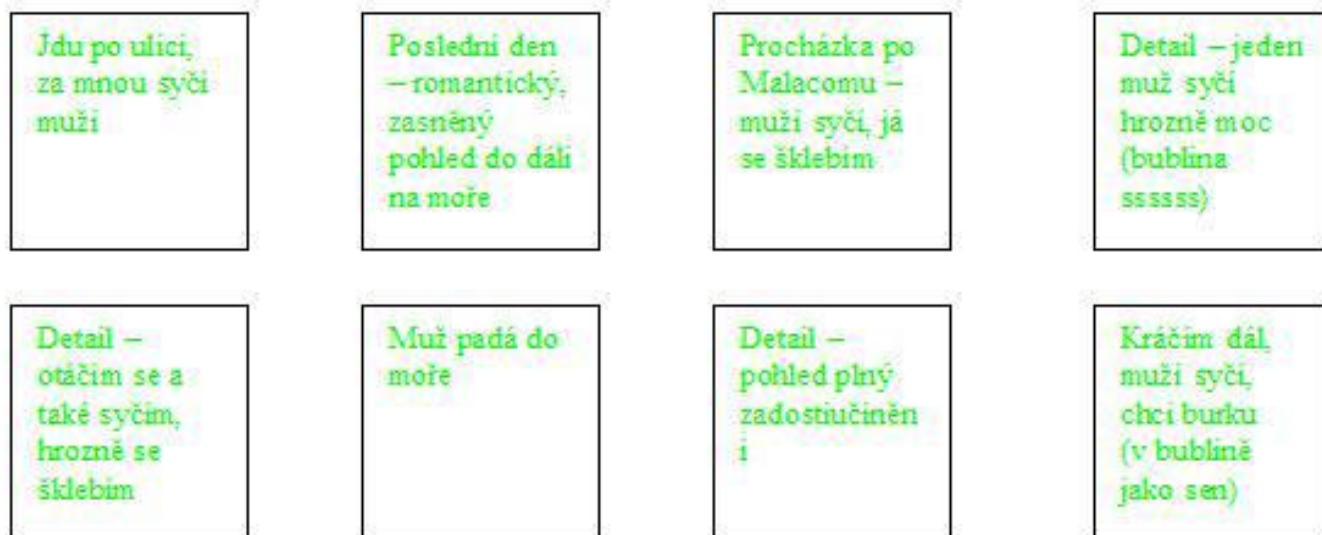 Jdu po ulici,
za mnou syčí
muži
Poslední den
– romantický,
zasněný
pohled do dáli
na moře
Procházka po
Malacomu –
muži syčí, já
se šklebím
Detail – jeden
muž syčí
hrozně moc
(bublina
ssssss)
Detail –
otáčím se a
také syčím,
hrozně se
šklebím
Muž padá do
moře
Detail –
pohled plný
zadostiučiněn
í
Kráčím dál,
muži syčí,
chci burku
(v bublině
jako sen)